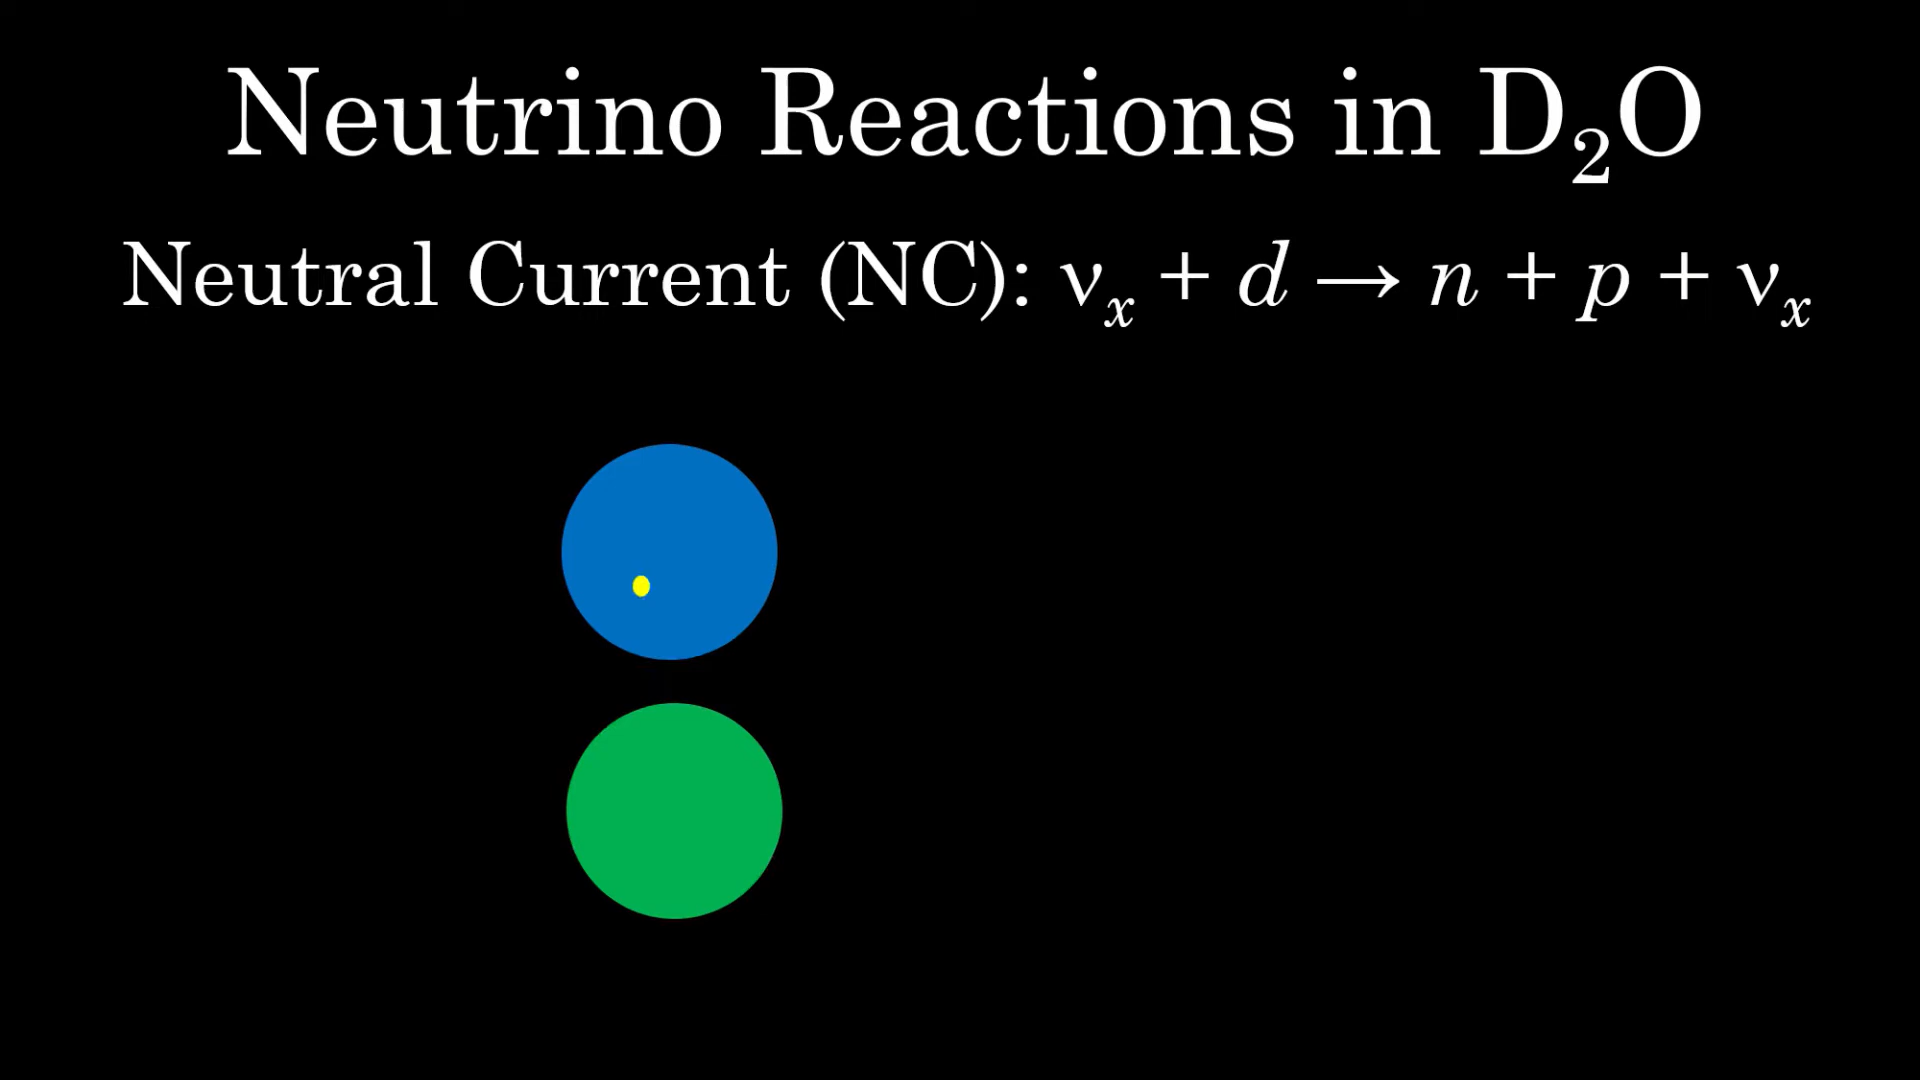 Neutrino Reactions in D₂O
Neutral Current (NC): νₓ + d → n + p + νₓ